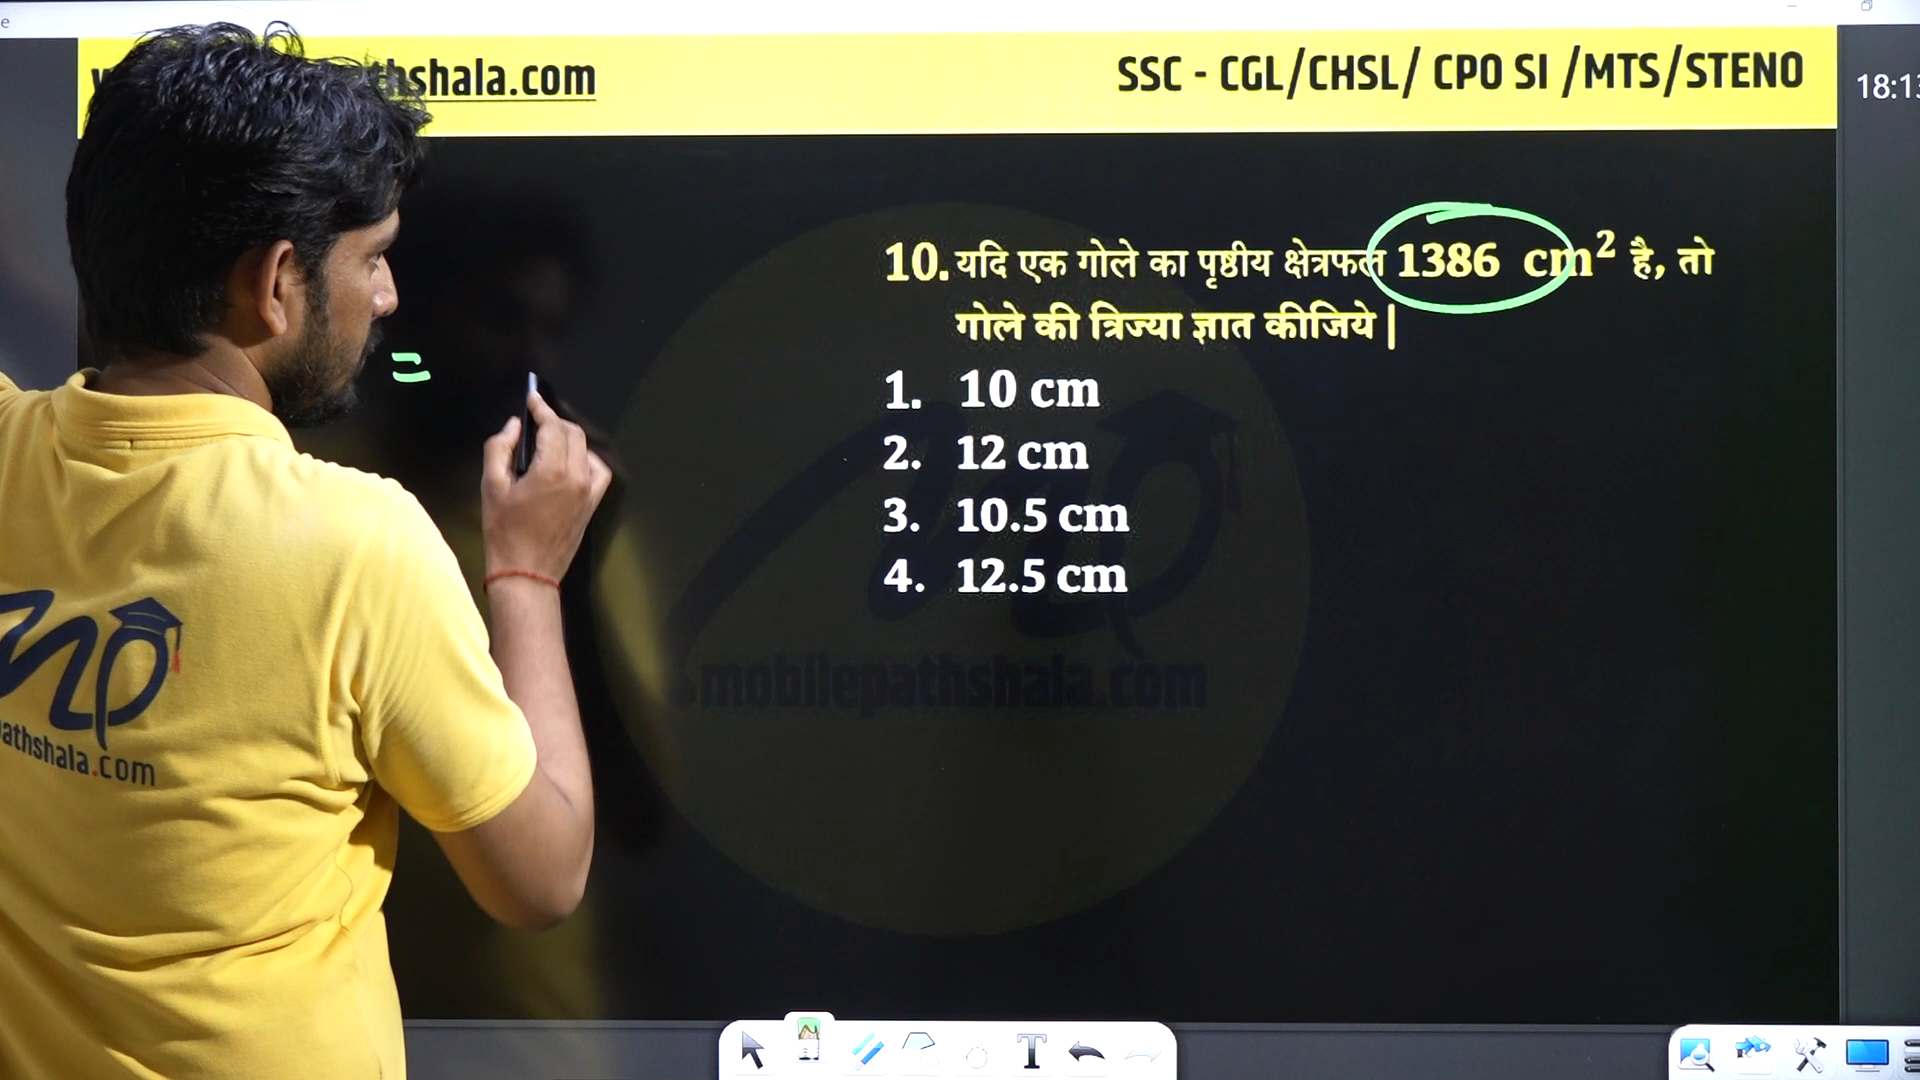 thshala.com
SSC - CGL/CHSL/ CPO SI /MTS/STENO
18:13
10. यदि एक गोले का पृष्ठीय क्षेत्रफल 1386 cm² है, तो
गोले की त्रिज्या ज्ञात कीजिये |
=
1. 10 cm
2. 12 cm
3. 10.5 cm
4. 12.5 cm
mobilepathshala.com
athshala.com
T